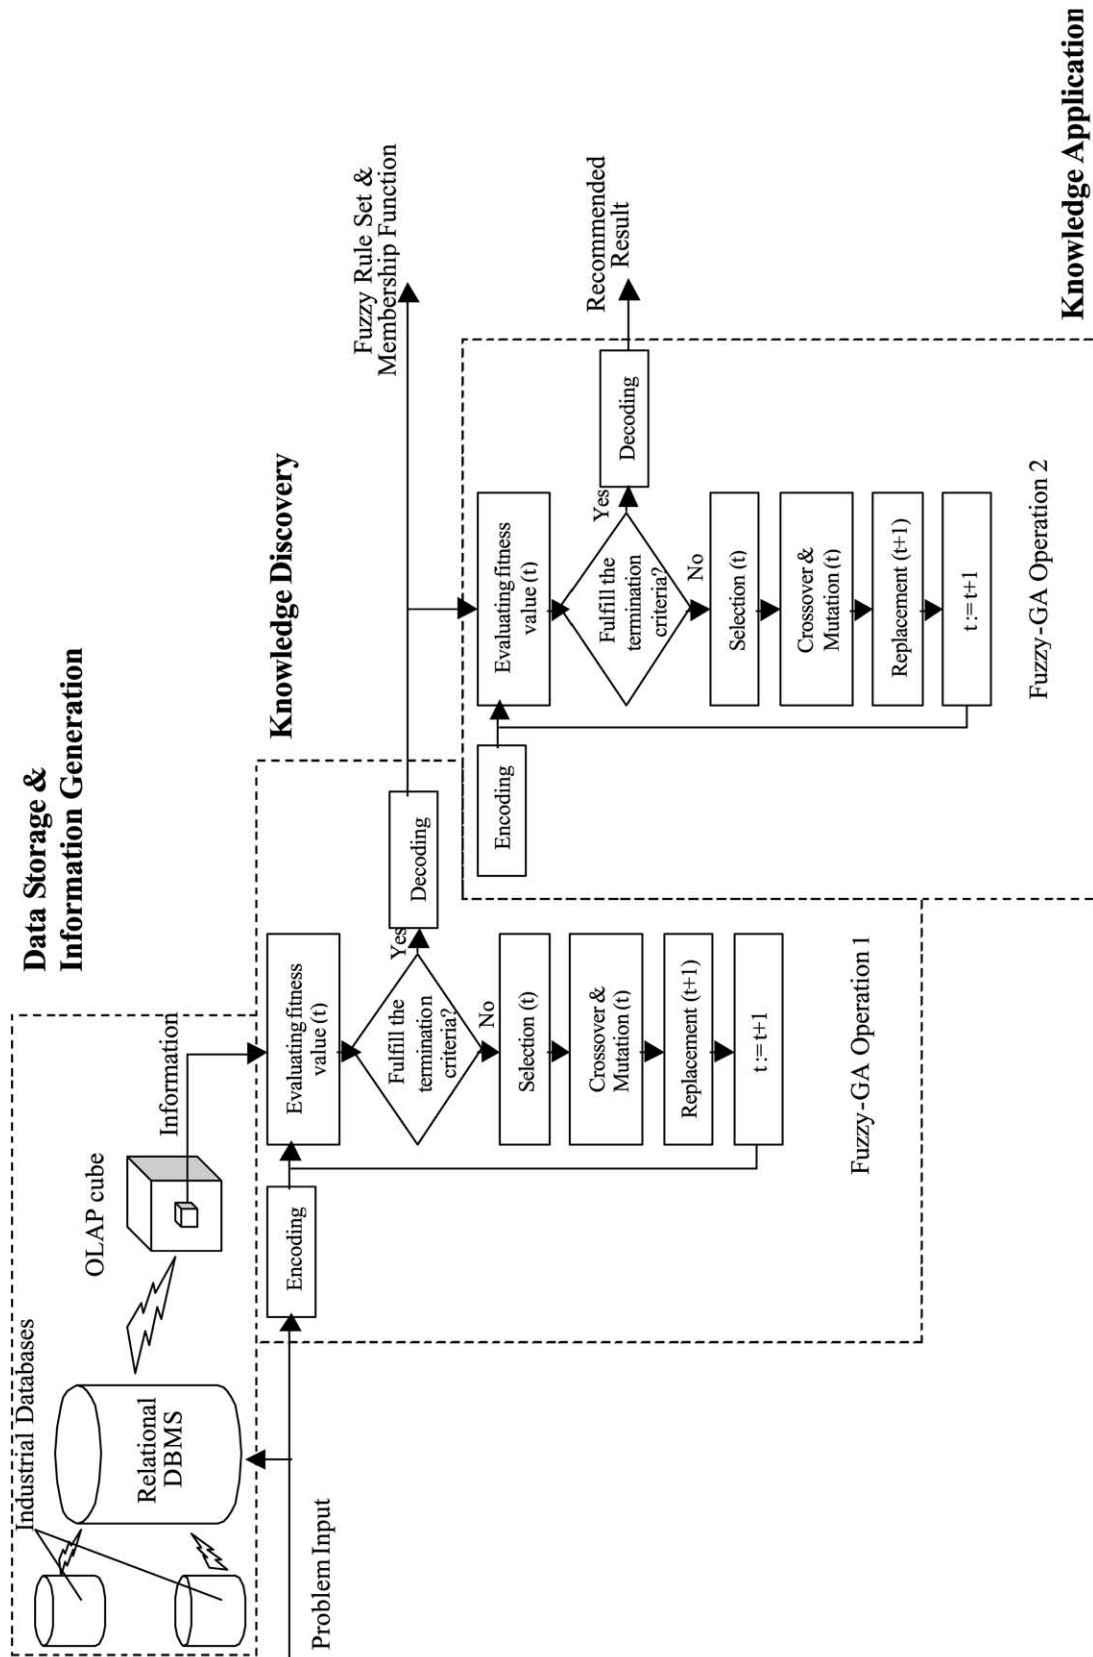 Data Storage &
Information Generation
Industrial Databases
Relational
DBMS
OLAP cube
Information
Problem Input
Knowledge Discovery
Encoding
Evaluating fitness
value (t)
Fulfill the
termination
criteria?
Yes
Decoding
No
Selection (t)
Crossover &
Mutation (t)
Replacement (t+1)
t := t+1
Fuzzy-GA Operation 1
Fuzzy Rule Set &
Membership Function
Encoding
Evaluating fitness
value (t)
Fulfill the
termination
criteria?
Yes
Decoding
Recommended
Result
No
Selection (t)
Crossover &
Mutation (t)
Replacement (t+1)
t := t+1
Fuzzy-GA Operation 2
Knowledge Application